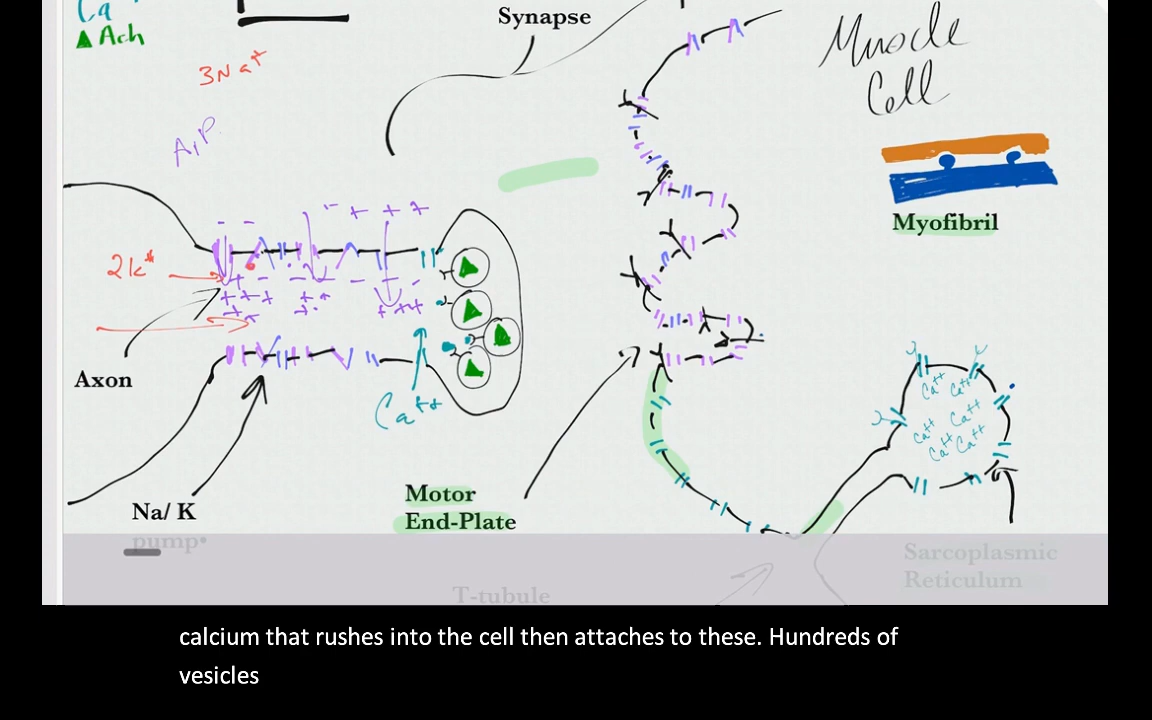 Ca
Ach
Synapse
Muscle
Cell
3Na+
A,P.
Myofibril
2K+
Axon
Ca++
Ca++
Ca++
Ca++
Ca++
Ca++
Ca++
Motor
End-Plate
Na/ K
pump
Sarcoplasmic
Reticulum
T-tubule
calcium that rushes into the cell then attaches to these. Hundreds of
vesicles